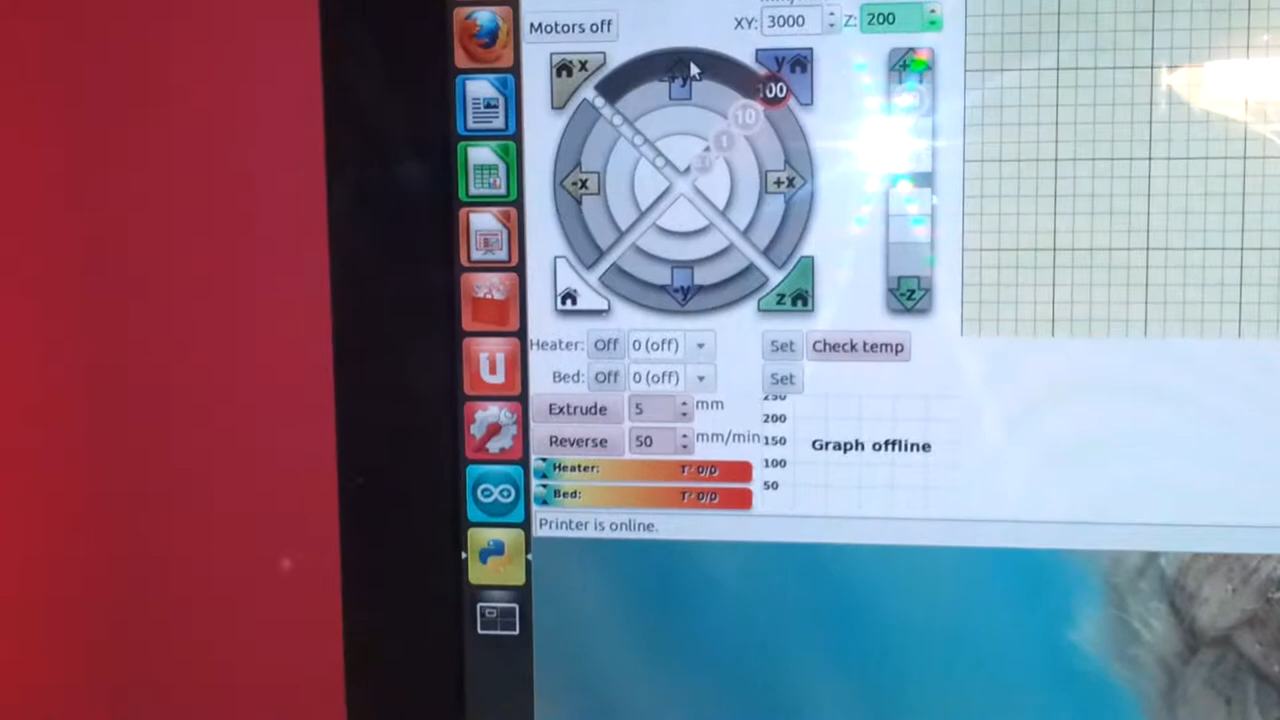 Motors off
XY: 3000 Z: 200
x
y
+y
100
10
1
-x
+x
-y
z
-z
Heater: Off 0 (off) Set Check temp
Bed: Off 0 (off) Set
Extrude 5 mm
Reverse 50 mm/min
250
200
150
100
50
Graph offline
Heater: T° 0/0
Bed: T° 0/0
Printer is online.